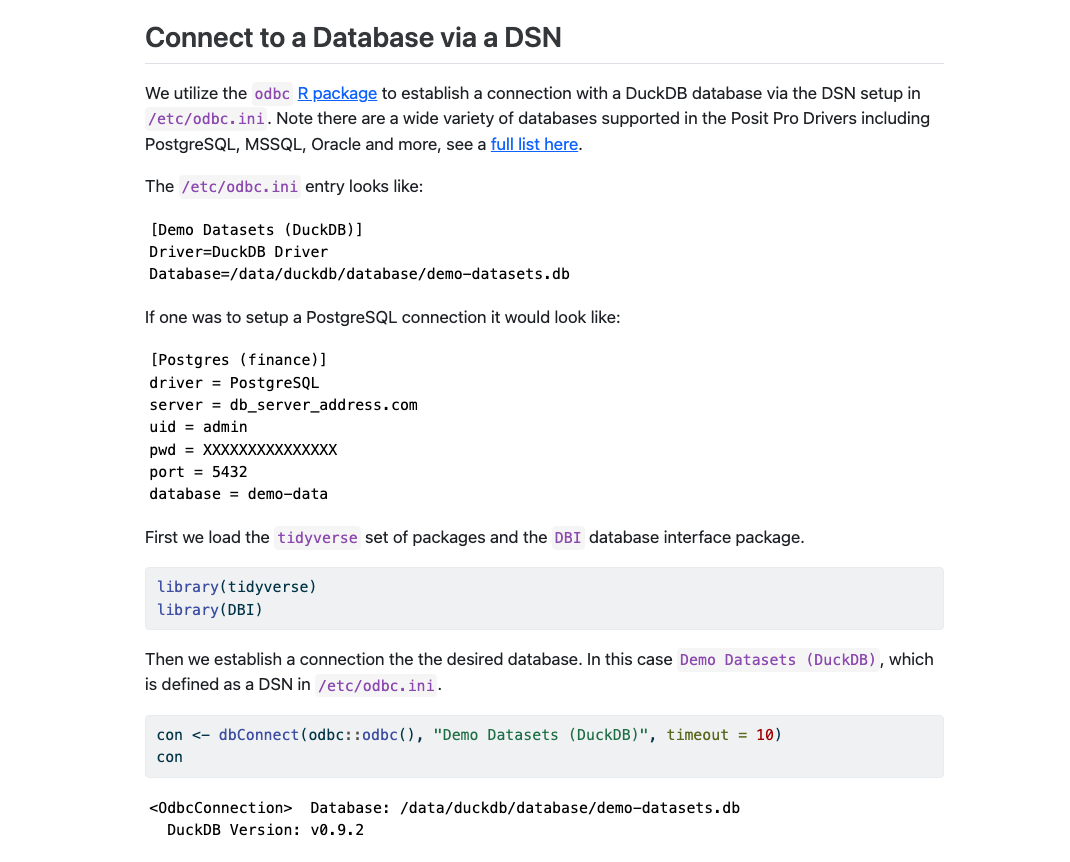 Connect to a Database via a DSN
We utilize the odbc R package to establish a connection with a DuckDB database via the DSN setup in
/etc/odbc.ini. Note there are a wide variety of databases supported in the Posit Pro Drivers including
PostgreSQL, MSSQL, Oracle and more, see a full list here.
The /etc/odbc.ini entry looks like:
[Demo Datasets (DuckDB)]
Driver=DuckDB Driver
Database=/data/duckdb/database/demo-datasets.db
If one was to setup a PostgreSQL connection it would look like:
[Postgres (finance)]
driver = PostgreSQL
server = db_server_address.com
uid = admin
pwd = XXXXXXXXXXXXXXX
port = 5432
database = demo-data
First we load the tidyverse set of packages and the DBI database interface package.
library(tidyverse)
library(DBI)
Then we establish a connection the the desired database. In this case Demo Datasets (DuckDB), which
is defined as a DSN in /etc/odbc.ini.
con <- dbConnect(odbc::odbc(), "Demo Datasets (DuckDB)", timeout = 10)
con
<OdbcConnection>  Database: /data/duckdb/database/demo-datasets.db
  DuckDB Version: v0.9.2